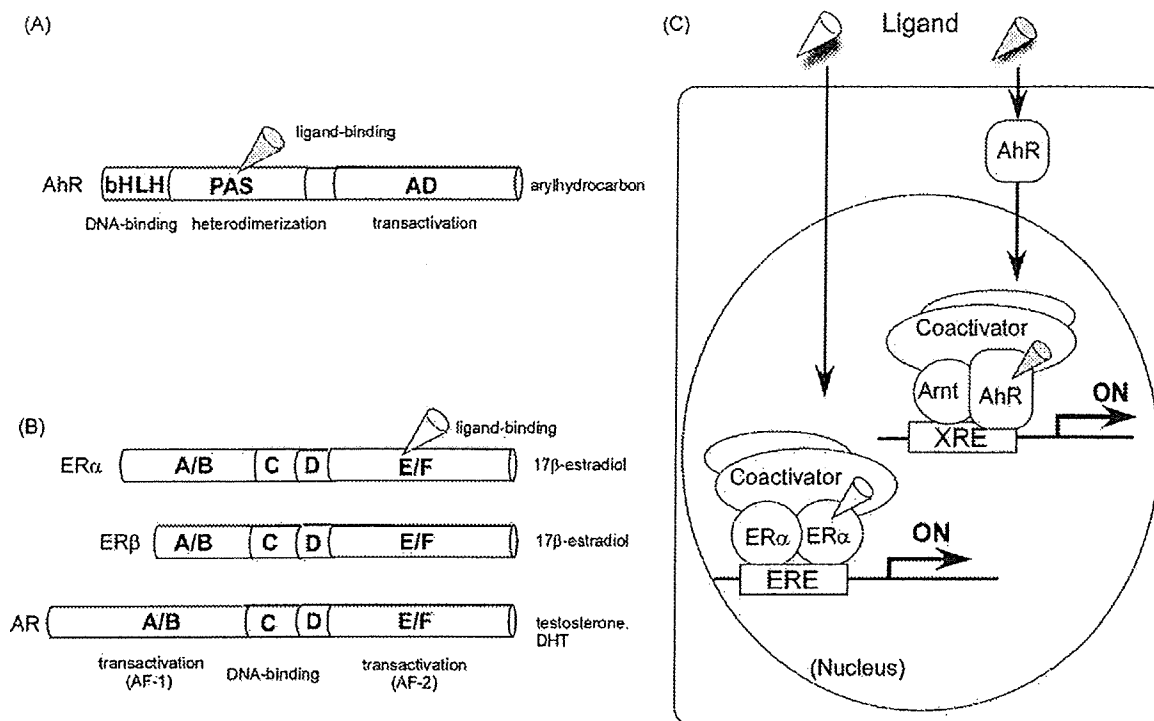 (A)
ligand-binding
AhR bHLH PAS AD arylhydrocarbon
DNA-binding heterodimerization transactivation
(B)
ligand-binding
ERα A/B C D E/F 17β-estradiol
ERβ A/B C D E/F 17β-estradiol
AR A/B C D E/F testosterone,
DHT
transactivation
(AF-1)
DNA-binding
transactivation
(AF-2)
(C)
Ligand
AhR
Coactivator
Arnt AhR
ON
XRE
Coactivator
ERα ERα
ON
ERE
(Nucleus)